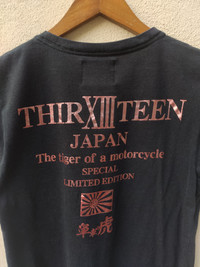 THIRXIIITEEN
JAPAN
The tiger of a motorcycle
SPECIAL
LIMITED EDITION